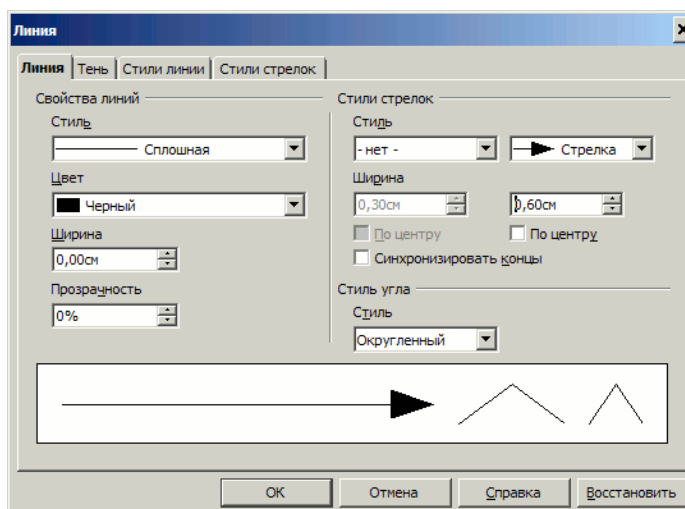 Линия
Линия Тень Стили линии Стили стрелок
Свойства линий
Стиль
Сплошная
Цвет
Черный
Ширина
0,00см
Прозрачность
0%
Стили стрелок
Стиль
- нет -
Стрелка
Ширина
0,30см
0,60см
По центру
По центру
Синхронизировать концы
Стиль угла
Стиль
Округленный
OK
Отмена
Справка
Восстановить